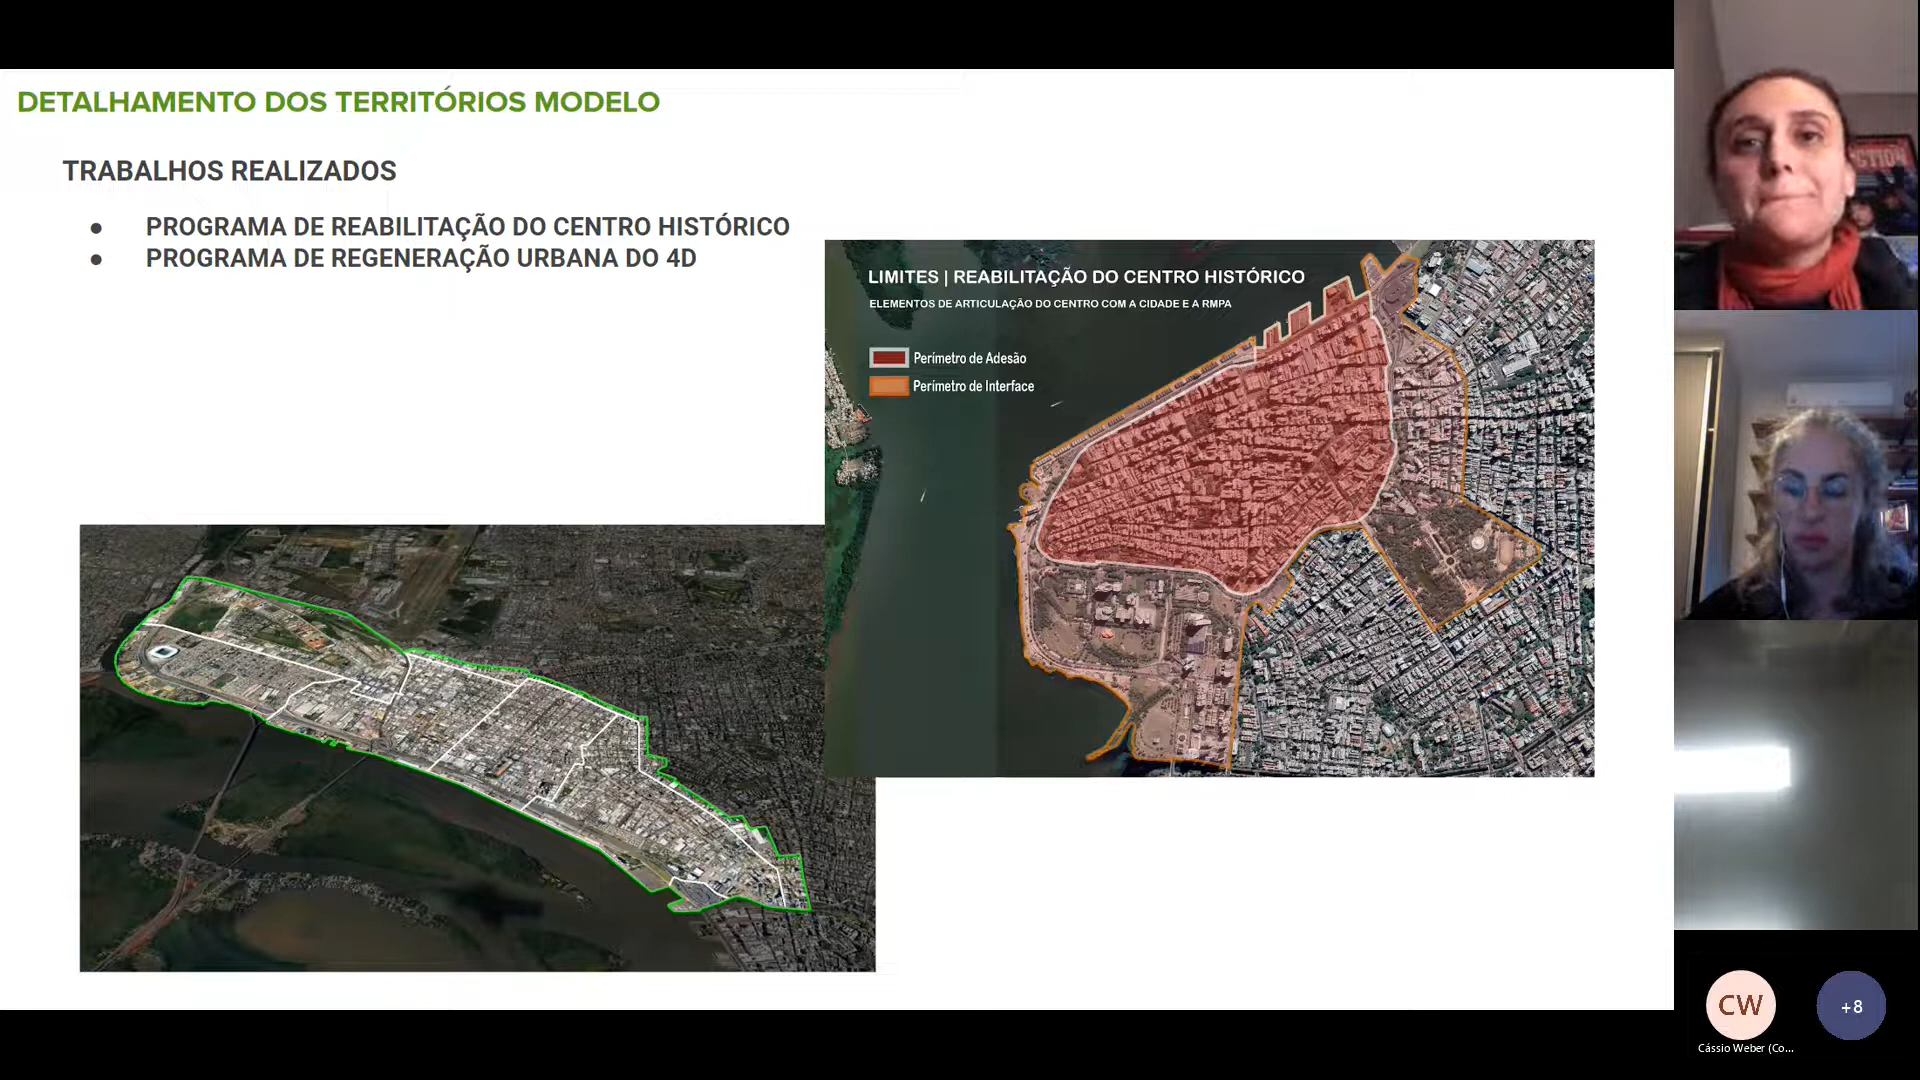 DETALHAMENTO DOS TERRITÓRIOS MODELO
TRABALHOS REALIZADOS
● PROGRAMA DE REABILITAÇÃO DO CENTRO HISTÓRICO
● PROGRAMA DE REGENERAÇÃO URBANA DO 4D
LIMITES | REABILITAÇÃO DO CENTRO HISTÓRICO
ELEMENTOS DE ARTICULAÇÃO DO CENTRO COM A CIDADE E A RMPA
Perímetro de Adesão
Perímetro de Interface
CTION
CW
+8
Cássio Weber (Co...